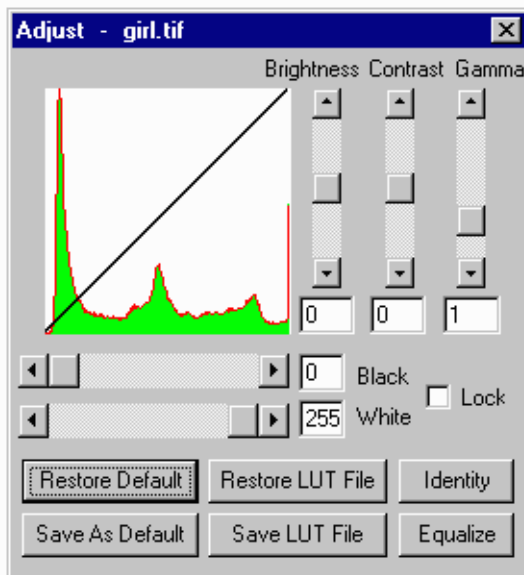 Adjust - girl.tif
Brightness Contrast Gamma
0 0 1
0 Black
Lock
255 White
Restore Default Restore LUT File Identity
Save As Default Save LUT File Equalize